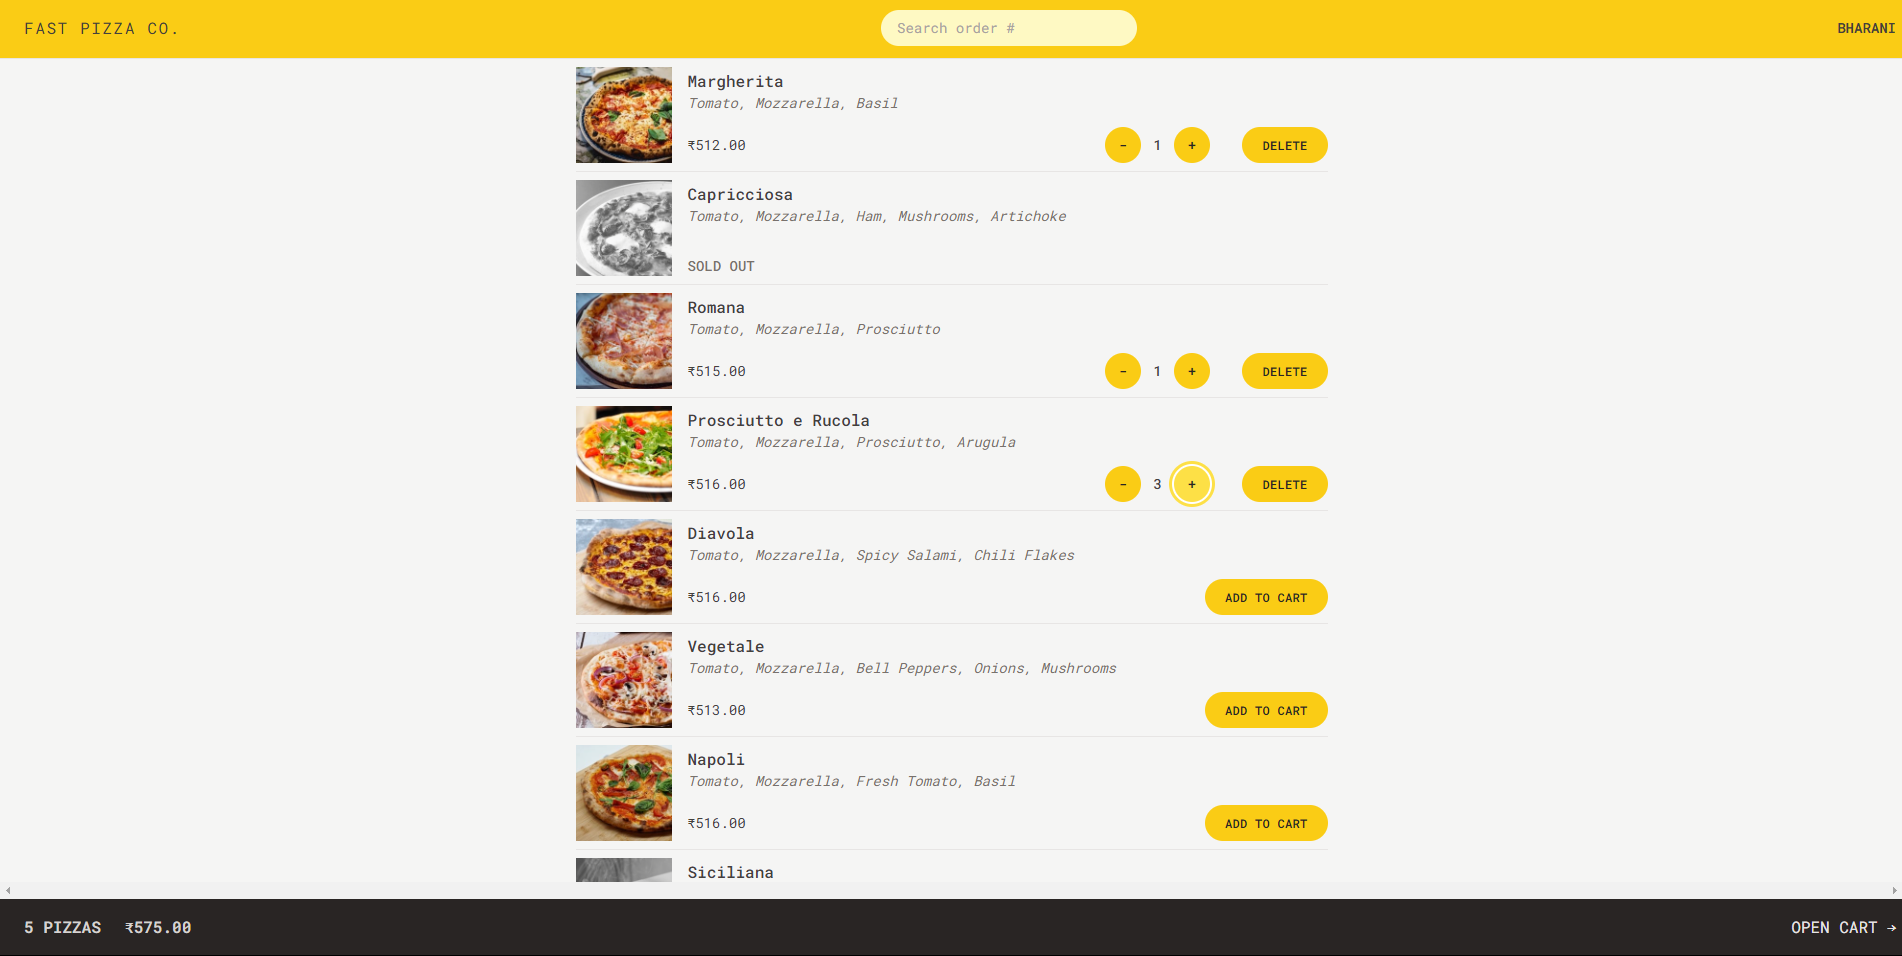 FAST PIZZA CO.
Search order #
BHARANI
Margherita
Tomato, Mozzarella, Basil
₹512.00
- 1 + DELETE
Capricciosa
Tomato, Mozzarella, Ham, Mushrooms, Artichoke
SOLD OUT
Romana
Tomato, Mozzarella, Prosciutto
₹515.00
- 1 + DELETE
Prosciutto e Rucola
Tomato, Mozzarella, Prosciutto, Arugula
₹516.00
- 3 + DELETE
Diavola
Tomato, Mozzarella, Spicy Salami, Chili Flakes
₹516.00
ADD TO CART
Vegetale
Tomato, Mozzarella, Bell Peppers, Onions, Mushrooms
₹513.00
ADD TO CART
Napoli
Tomato, Mozzarella, Fresh Tomato, Basil
₹516.00
ADD TO CART
Siciliana
5 PIZZAS ₹575.00
OPEN CART →